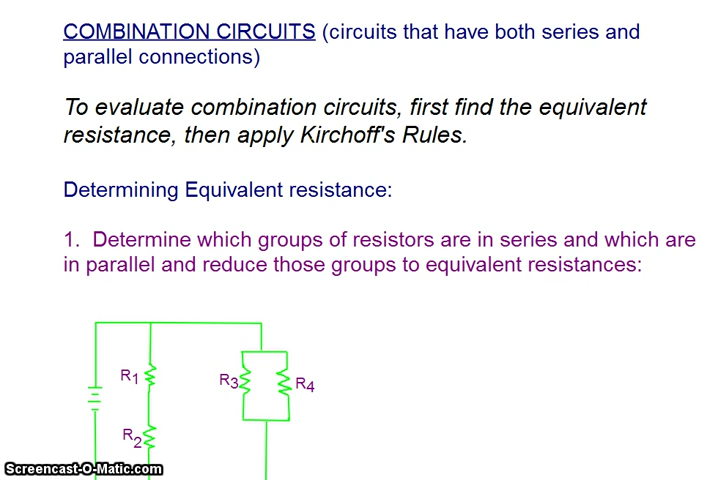 COMBINATION CIRCUITS (circuits that have both series and
parallel connections)
To evaluate combination circuits, first find the equivalent
resistance, then apply Kirchoff's Rules.
Determining Equivalent resistance:
1. Determine which groups of resistors are in series and which are
in parallel and reduce those groups to equivalent resistances:
R1
R3
R4
R2
Screencast-O-Matic.com